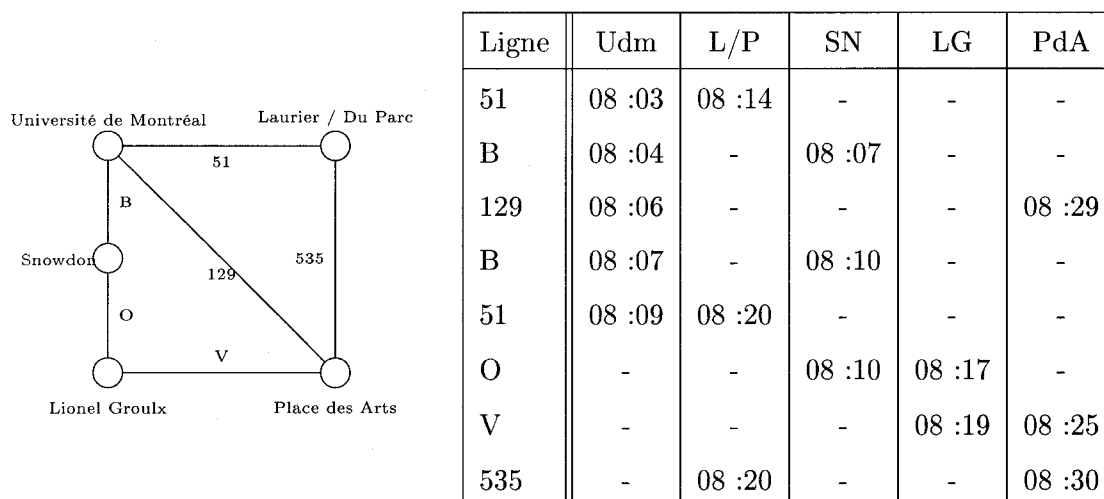 Université de Montréal
Laurier / Du Parc
51
B
Snowdon
129
535
O
V
Lionel Groulx
Place des Arts
Ligne Udm L/P SN LG PdA
51 08 :03 08 :14 - - -
B 08 :04 - 08 :07 - -
129 08 :06 - - - 08 :29
B 08 :07 - 08 :10 - -
51 08 :09 08 :20 - - -
O - - 08 :10 08 :17 -
V - - - 08 :19 08 :25
535 - 08 :20 - - 08 :30